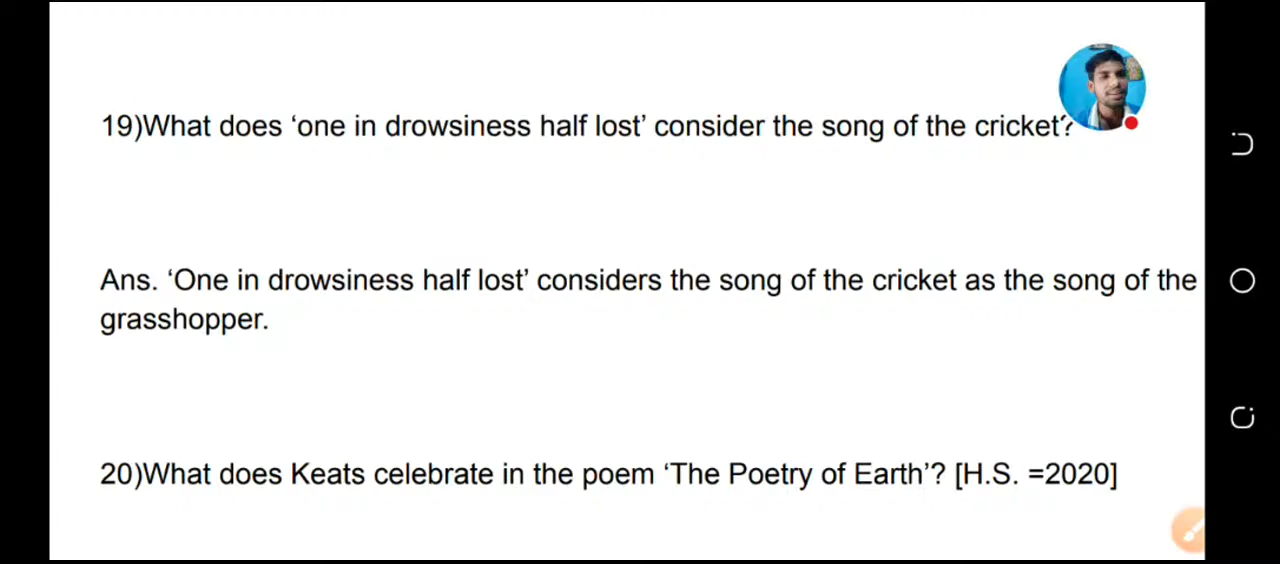 19)What does ‘one in drowsiness half lost’ consider the song of the cricket?
Ans. ‘One in drowsiness half lost’ considers the song of the cricket as the song of the
grasshopper.
20)What does Keats celebrate in the poem ‘The Poetry of Earth’? [H.S. =2020]